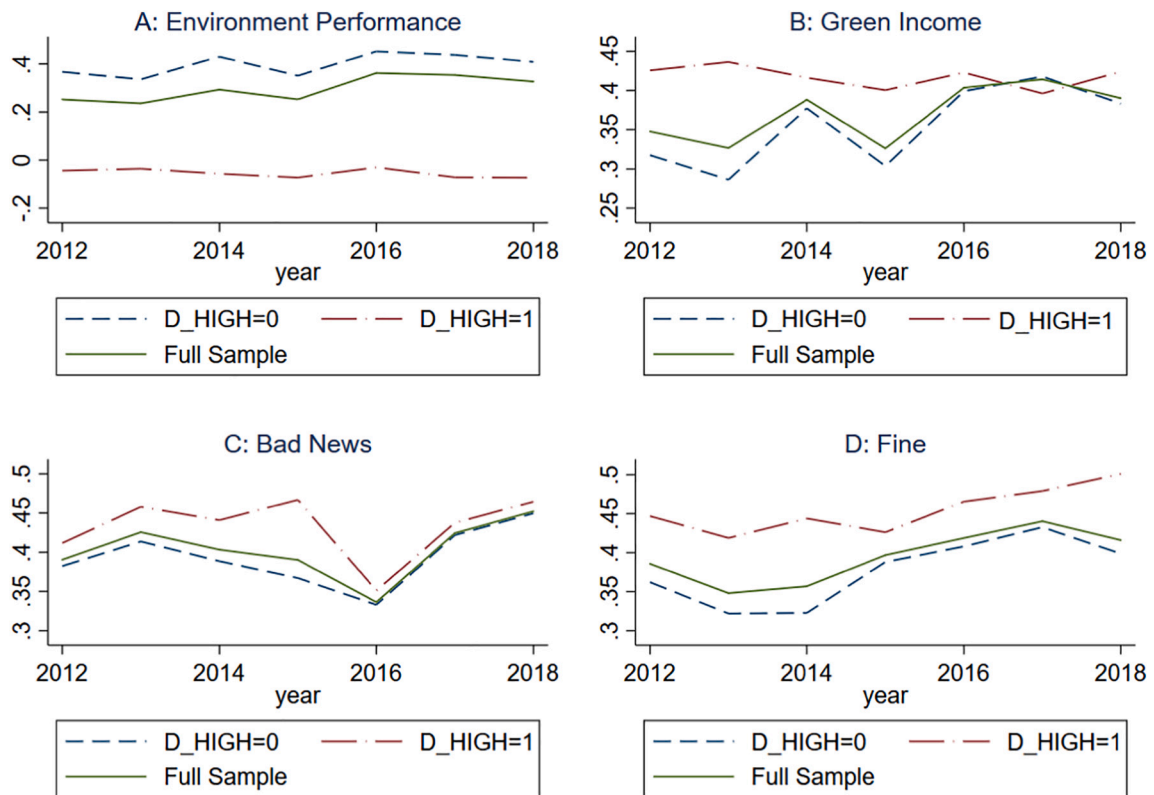 A: Environment Performance
.4
.2
0
-.2
2012 2014 2016 2018
year
D_HIGH=0 D_HIGH=1
Full Sample
B: Green Income
.45
.4
.35
.3
.25
2012 2014 2016 2018
year
D_HIGH=0 D_HIGH=1
Full Sample
C: Bad News
.5
.45
.4
.35
.3
2012 2014 2016 2018
year
D_HIGH=0 D_HIGH=1
Full Sample
D: Fine
.5
.45
.4
.35
.3
2012 2014 2016 2018
year
D_HIGH=0 D_HIGH=1
Full Sample